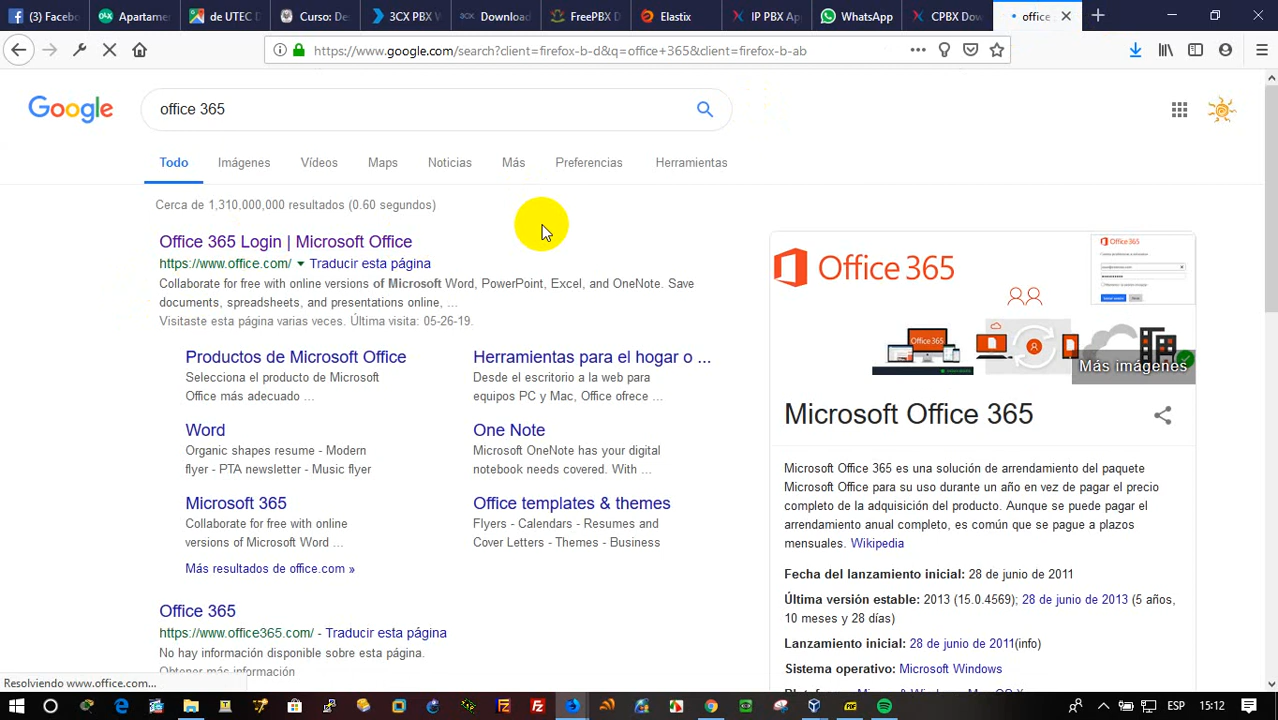 (3) Facebo
Apartame
de UTEC D
Curso: De
3CX PBX W
Download
FreePBX D
Elastix
IP PBX Ap
WhatsApp
CPBX Dow
office
https://www.google.com/search?client=firefox-b-d&q=office+365&client=firefox-b-ab
Google
office 365
Todo Imágenes Vídeos Maps Noticias Más Preferencias Herramientas
Cerca de 1,310,000,000 resultados (0.60 segundos)
Office 365 Login | Microsoft Office
https://www.office.com/ Traducir esta página
Collaborate for free with online versions of Microsoft Word, PowerPoint, Excel, and OneNote. Save
documents, spreadsheets, and presentations online, ...
Visitaste esta página varias veces. Última visita: 05-26-19.
Productos de Microsoft Office
Selecciona el producto de Microsoft
Office más adecuado ...
Herramientas para el hogar o ...
Desde el escritorio a la web para
equipos PC y Mac, Office ofrece ...
Word
Organic shapes resume - Modern
flyer - PTA newsletter - Music flyer
One Note
Microsoft OneNote has your digital
notebook needs covered. With ...
Microsoft 365
Collaborate for free with online
versions of Microsoft Word ...
Office templates & themes
Flyers - Calendars - Resumes and
Cover Letters - Themes - Business
Más resultados de office.com »
Office 365
https://www.office365.com/ - Traducir esta página
No hay información disponible sobre esta página.
Obtener más información
Office 365
Office 365
Office 365
Más imágenes
Microsoft Office 365
Microsoft Office 365 es una solución de arrendamiento del paquete
Microsoft Office para su uso durante un año en vez de pagar el precio
completo de la adquisición del producto. Aunque se puede pagar el
arrendamiento anual completo, es común que se pague a plazos
mensuales. Wikipedia
Fecha del lanzamiento inicial: 28 de junio de 2011
Última versión estable: 2013 (15.0.4569); 28 de junio de 2013 (5 años,
10 meses y 28 días)
Lanzamiento inicial: 28 de junio de 2011(info)
Sistema operativo: Microsoft Windows
Resolviendo www.office.com...
ESP 15:12